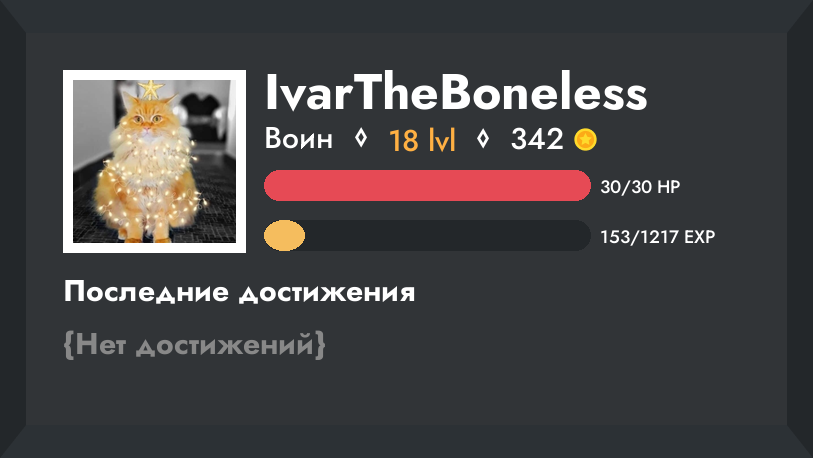 IvarTheBoneless
Воин ◊ 18 lvl ◊ 342
30/30 HP
153/1217 EXP
Последние достижения
{Нет достижений}